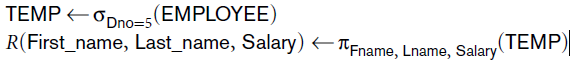 TEMP ← σDno=5(EMPLOYEE)
R(First_name, Last_name, Salary) ← πFname, Lname, Salary(TEMP)